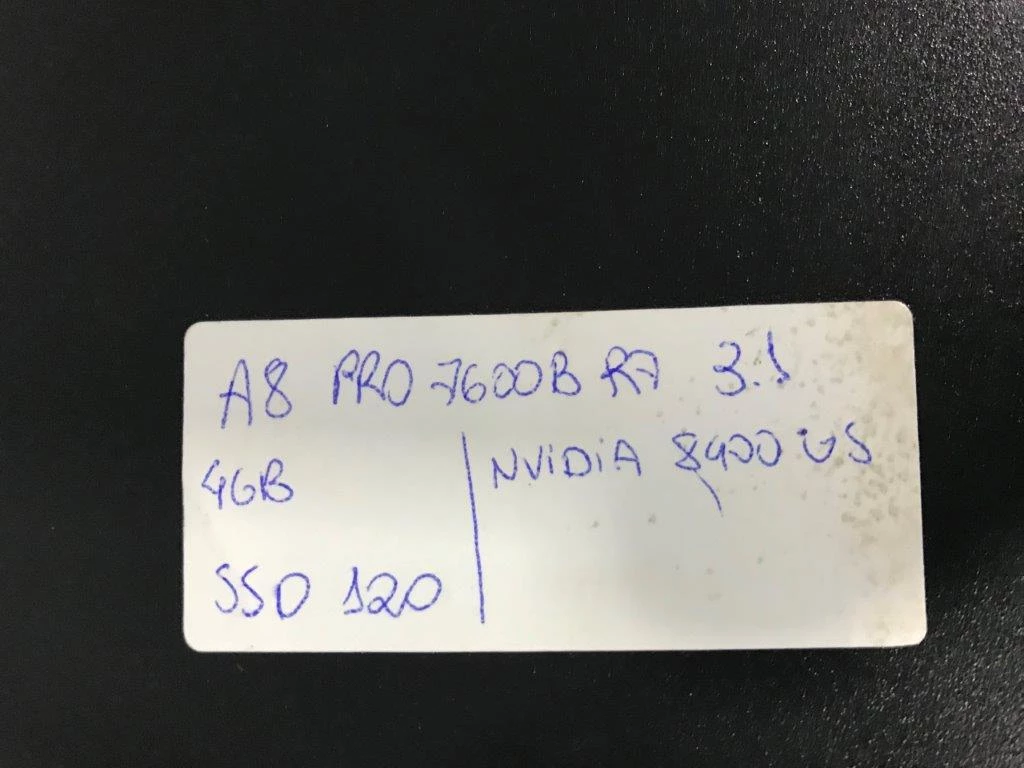 A8 PRO 7600B R7 3.1
4GB
NVIDIA 8400 GS
SSD 120